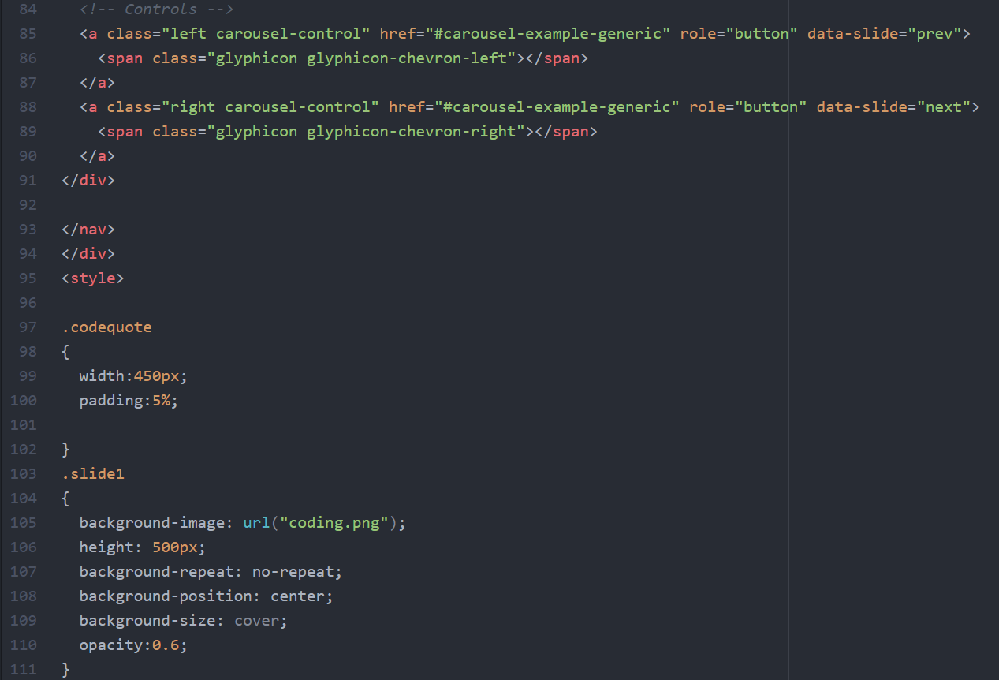 84 <!-- Controls -->
85 <a class="left carousel-control" href="#carousel-example-generic" role="button" data-slide="prev">
86 <span class="glyphicon glyphicon-chevron-left"></span>
87 </a>
88 <a class="right carousel-control" href="#carousel-example-generic" role="button" data-slide="next">
89 <span class="glyphicon glyphicon-chevron-right"></span>
90 </a>
91 </div>
92
93 </nav>
94 </div>
95 <style>
96
97 .codequote
98 {
99 width:450px;
100 padding:5%;
101
102 }
103 .slide1
104 {
105 background-image: url("coding.png");
106 height: 500px;
107 background-repeat: no-repeat;
108 background-position: center;
109 background-size: cover;
110 opacity:0.6;
111 }